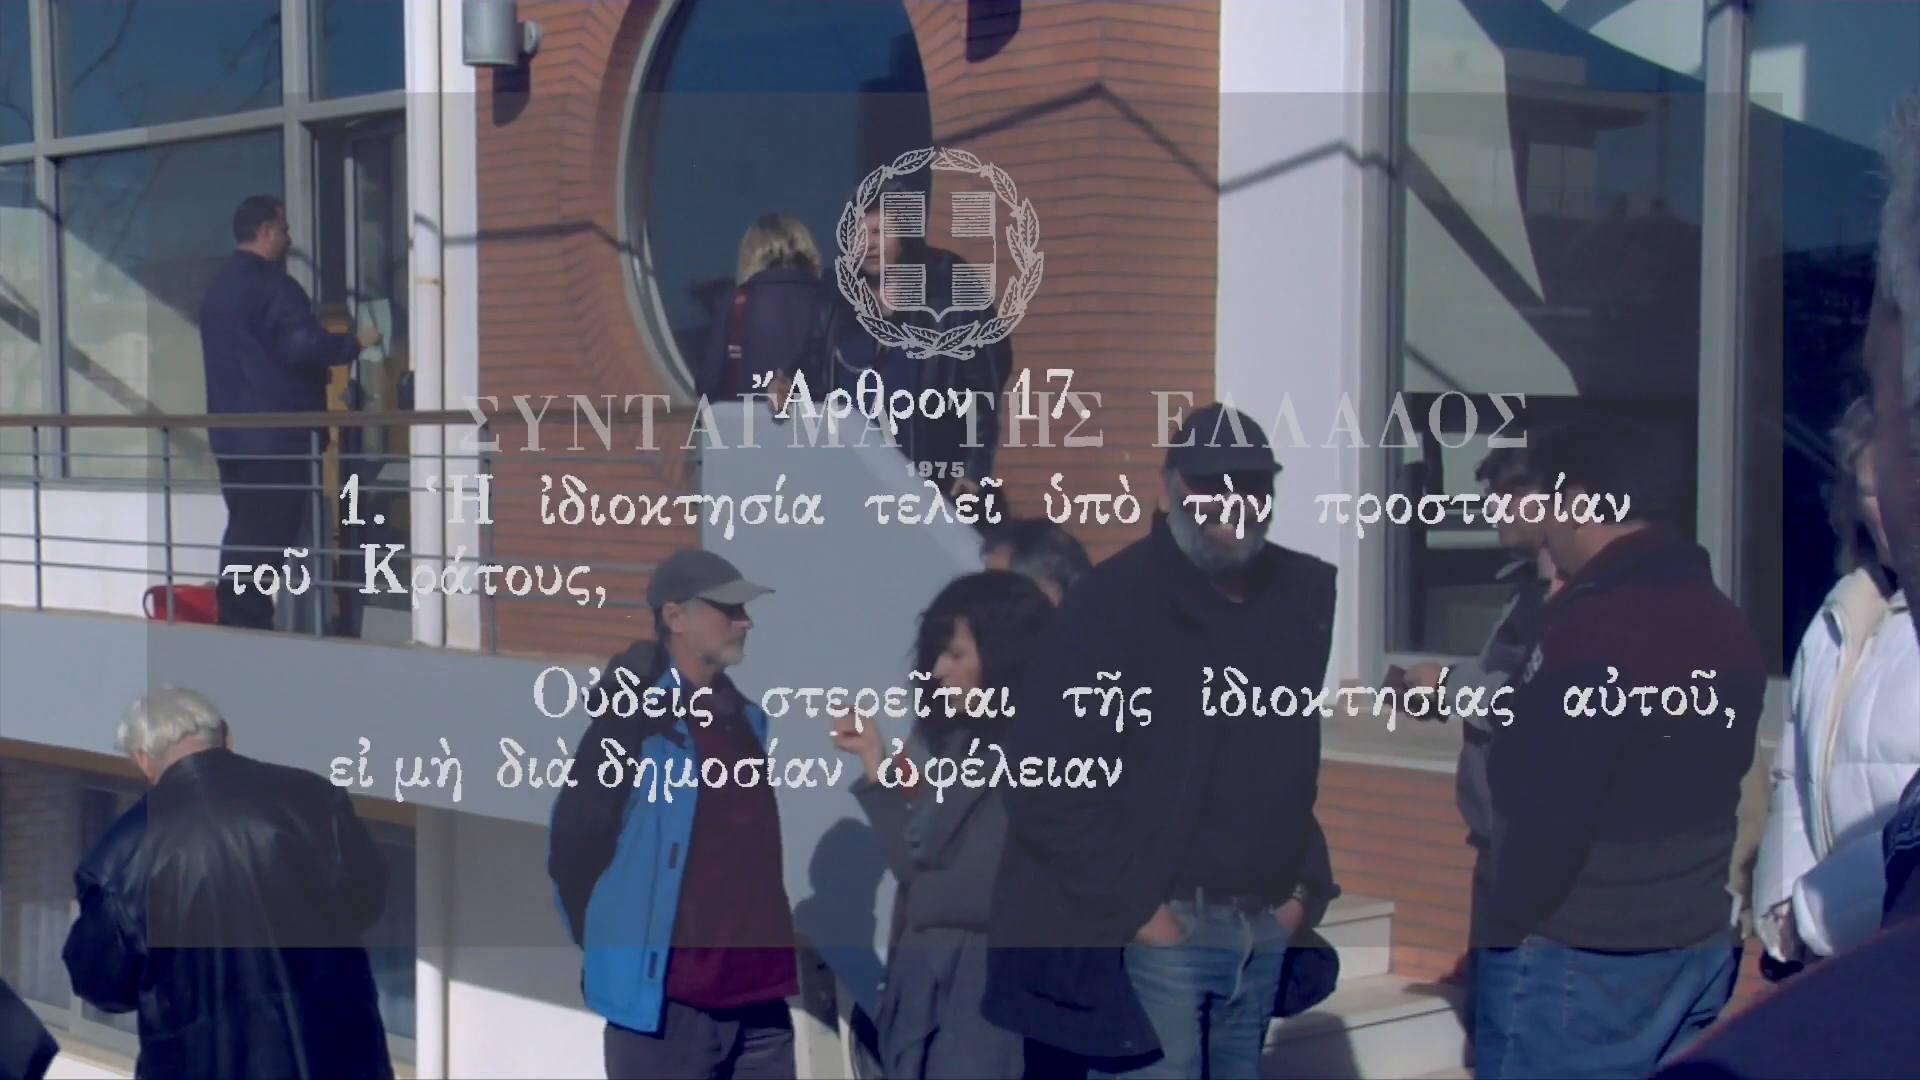 Ἄρθρον 17.
ΣΥΝΤΑΓΜΑ ΤΗΣ ΕΛΛΑΔΟΣ
1975
1. Ἡ ἰδιοκτησία τελεῖ ὑπὸ τὴν προστασίαν
τοῦ Κράτους,
Οὐδεὶς στερεῖται τῆς ἰδιοκτησίας αὐτοῦ,
εἰ μὴ διὰ δημοσίαν ὠφέλειαν